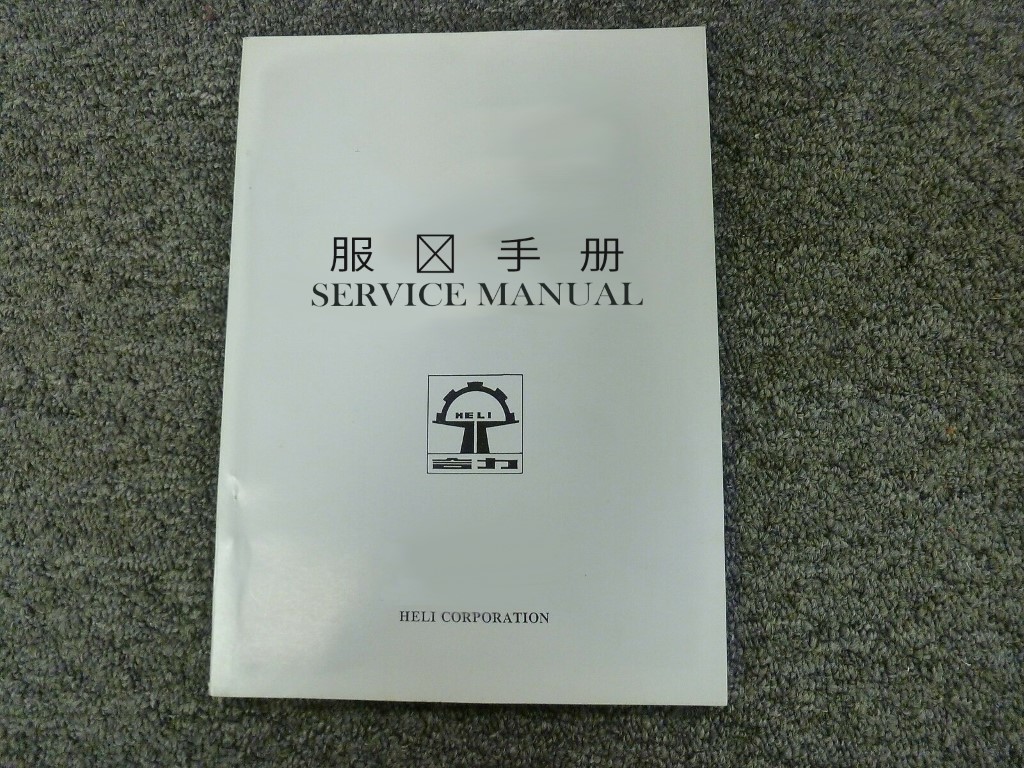 服 手 册
SERVICE MANUAL
HELI
合力
HELI CORPORATION